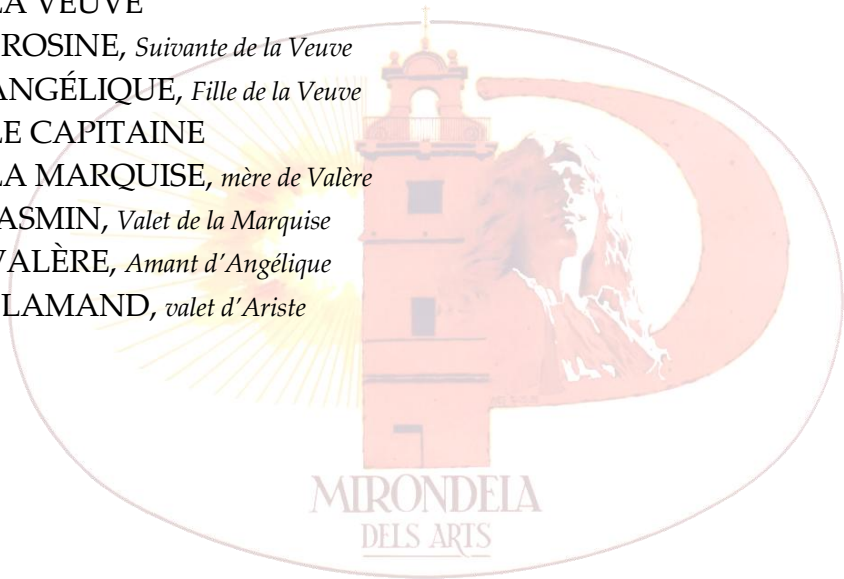 LA VEUVE
ROSINE, Suivante de la Veuve
ANGÉLIQUE, Fille de la Veuve
LE CAPITAINE
LA MARQUISE, mère de Valère
ASMIN, Valet de la Marquise
VALÈRE, Amant d'Angélique
LAMAND, valet d'Ariste
MIRONDELA
DELS ARTS